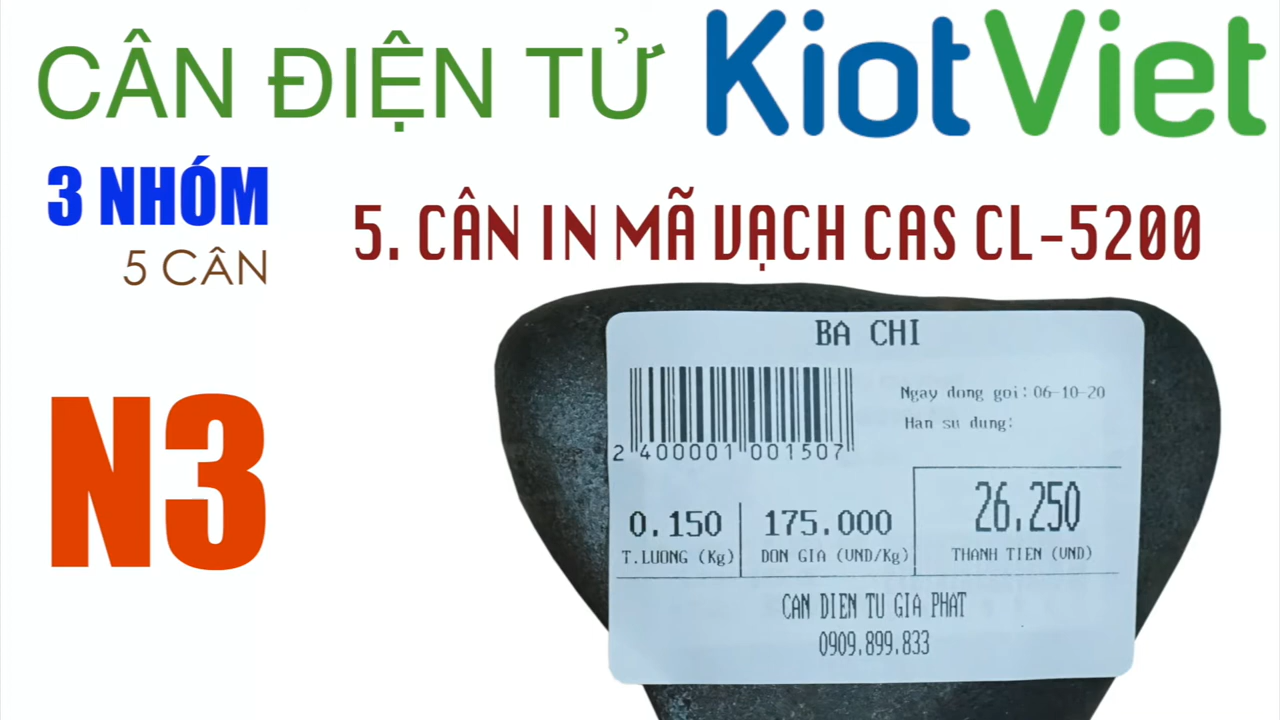 CÂN ĐIỆN TỬ KiotViet
3 NHÓM
5 CÂN
5. CÂN IN MÃ VẠCH CAS CL-5200
N3
BA CHI
Ngay dong goi: 06-10-20
Han su dung:
2 400001 001507
0.150 175.000 26.250
T.LUONG (Kg) DON GIA (VND/Kg) THANH TIEN (VND)
CAN DIEN TU GIA PHAT
0909.899.833